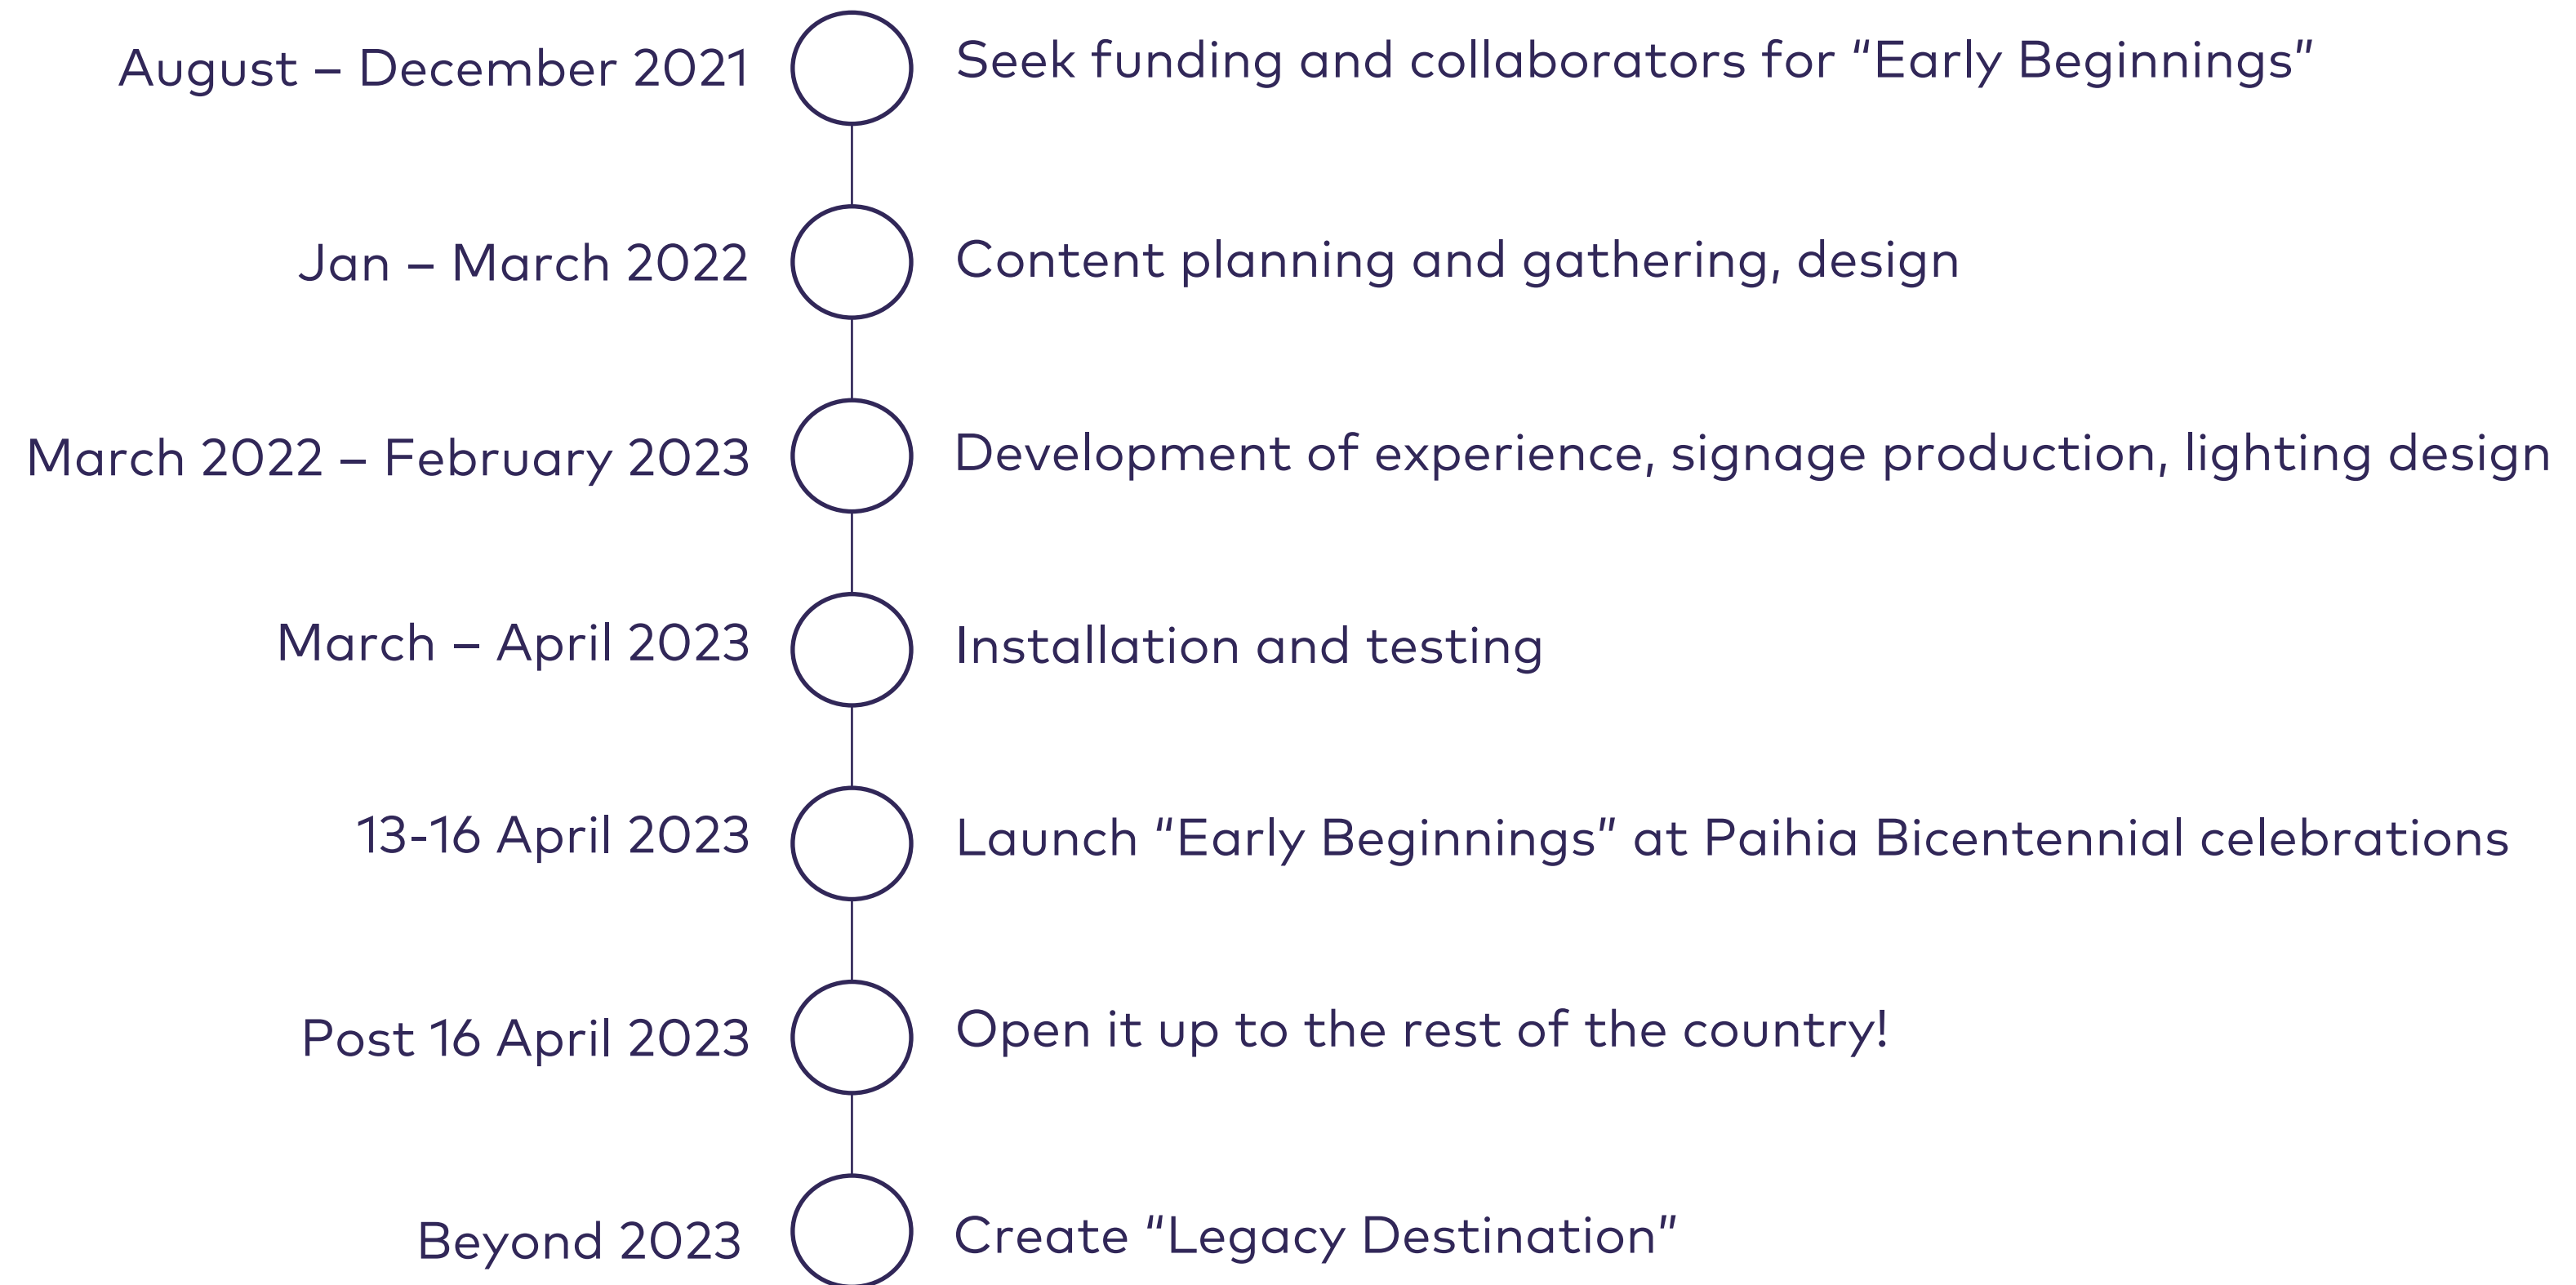 August – December 2021
Seek funding and collaborators for “Early Beginnings”
Jan – March 2022
Content planning and gathering, design
March 2022 – February 2023
Development of experience, signage production, lighting design
March – April 2023
Installation and testing
13-16 April 2023
Launch “Early Beginnings” at Paihia Bicentennial celebrations
Post 16 April 2023
Open it up to the rest of the country!
Beyond 2023
Create “Legacy Destination”